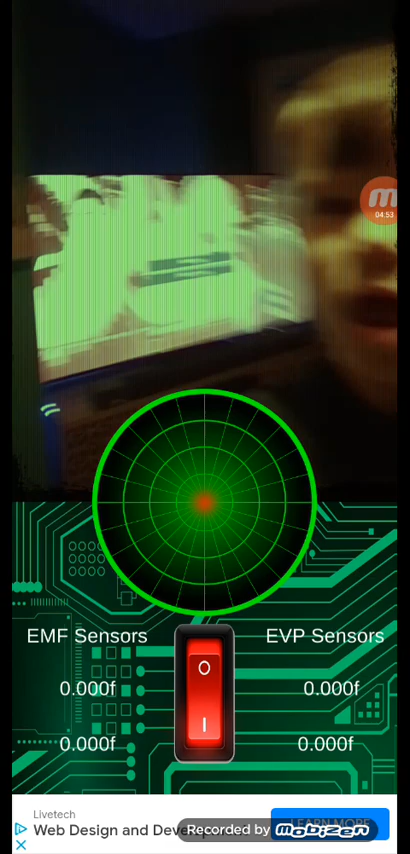 04:53
EMF Sensors
EVP Sensors
0.000f
0.000f
0.000f
0.000f
Livetech
Web Design and Deve
LEARN MORE
Recorded by mobizen